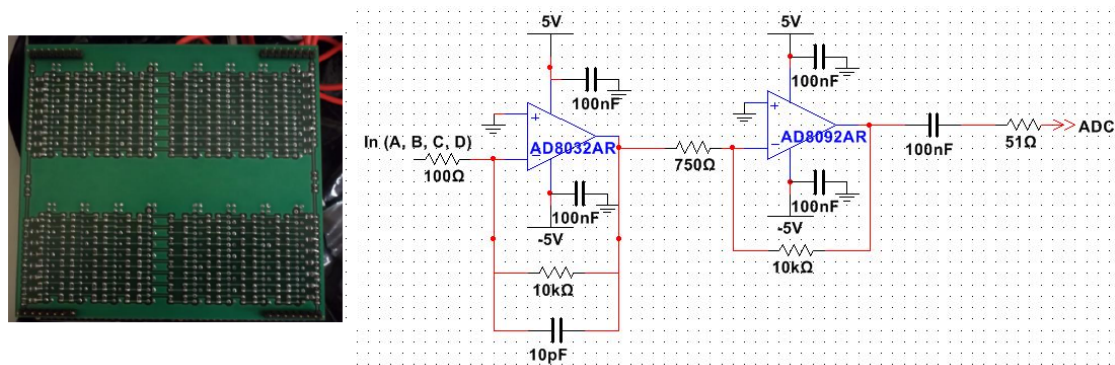 5V
5V
100nF
100nF
AD8032AR
AD8092AR
In (A, B, C, D)
100Ω
750Ω
100nF
51Ω
ADC
100nF
100nF
-5V
-5V
10kΩ
10kΩ
10pF